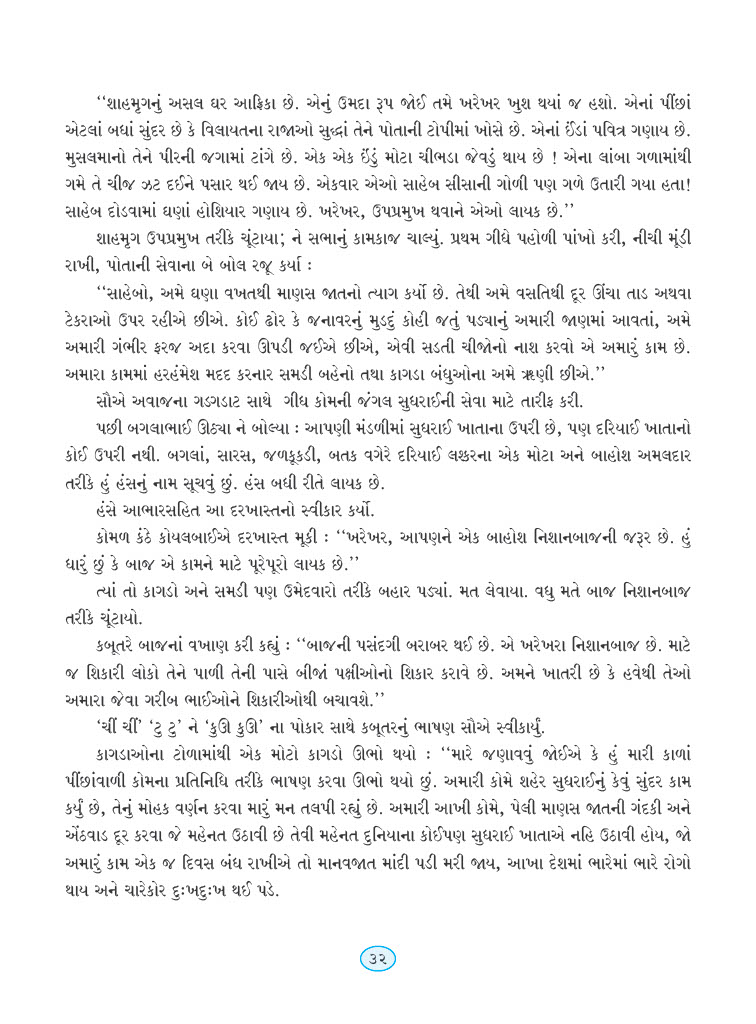 ‘‘શાહમૃગનું અસલ ઘર આફ્રિકા છે. એનું ઉમદા રૂપ જોઈ તમે ખરેખર ખુશ થયાં જ હશો. એનાં પીંછાં
એટલાં બધાં સુંદર છે કે વિલાયતના રાજાઓ સુદ્ધાં તેને પોતાની ટોપીમાં ખોસે છે. એનાં ઈંડાં પવિત્ર ગણાય છે.
મુસલમાનો તેને પીરની જગામાં ટાંગે છે. એક એક ઈંડું મોટા ચીભડા જેવડું થાય છે ! એના લાંબા ગળામાંથી
ગમે તે ચીજ ઝટ દઈને પસાર થઈ જાય છે. એકવાર એઓ સાહેબ સીસાની ગોળી પણ ગળે ઉતારી ગયા હતા!
સાહેબ દોડવામાં ઘણાં હોશિયાર ગણાય છે. ખરેખર, ઉપપ્રમુખ થવાને એઓ લાયક છે.’’
શાહમૃગ ઉપપ્રમુખ તરીકે ચૂંટાયા; ને સભાનું કામકાજ ચાલ્યું. પ્રથમ ગીધે પહોળી પાંખો કરી, નીચી મૂંડી
રાખી, પોતાની સેવાના બે બોલ રજૂ કર્યા :
‘‘સાહેબો, અમે ઘણા વખતથી માણસ જાતનો ત્યાગ કર્યો છે. તેથી અમે વસતિથી દૂર ઊંચા તાડ અથવા
ટેકરાઓ ઉપર રહીએ છીએ. કોઈ ઢોર કે જનાવરનું મુડદું કોહી જતું પડ્યાનું અમારી જાણમાં આવતાં, અમે
અમારી ગંભીર ફરજ અદા કરવા ઊપડી જઈએ છીએ, એવી સડતી ચીજોનો નાશ કરવો એ અમારું કામ છે.
અમારા કામમાં હરહંમેશ મદદ કરનાર સમડી બહેનો તથા કાગડા બંધુઓના અમે ઋણી છીએ.’’
સૌએ અવાજના ગડગડાટ સાથે ગીધ કોમની જંગલ સુધરાઈની સેવા માટે તારીફ કરી.
પછી બગલાભાઈ ઊઠ્યા ને બોલ્યા : આપણી મંડળીમાં સુધરાઈ ખાતાના ઉપરી છે, પણ દરિયાઈ ખાતાનો
કોઈ ઉપરી નથી. બગલાં, સારસ, જળકૂકડી, બતક વગેરે દરિયાઈ લશ્કરના એક મોટા અને બાહોશ અમલદાર
તરીકે હું હંસનું નામ સૂચવું છું. હંસ બધી રીતે લાયક છે.
હંસે આભારસહિત આ દરખાસ્તનો સ્વીકાર કર્યો.
કોમળ કંઠે કોયલબાઈએ દરખાસ્ત મૂકી : ‘‘ખરેખર, આપણને એક બાહોશ નિશાનબાજની જરૂર છે. હું
ધારું છું કે બાજ એ કામને માટે પૂરેપૂરો લાયક છે.’’
ત્યાં તો કાગડો અને સમડી પણ ઉમેદવારો તરીકે બહાર પડ્યાં. મત લેવાયા. વધુ મતે બાજ નિશાનબાજ
તરીકે ચૂંટાયો.
કબૂતરે બાજનાં વખાણ કરી કહ્યું : ‘‘બાજની પસંદગી બરાબર થઈ છે. એ ખરેખરા નિશાનબાજ છે. માટે
જ શિકારી લોકો તેને પાળી તેની પાસે બીજાં પક્ષીઓનો શિકાર કરાવે છે. અમને ખાતરી છે કે હવેથી તેઓ
અમારા જેવા ગરીબ ભાઈઓને શિકારીઓથી બચાવશે.’’
‘ચીં ચીં’ ‘ટુ ટુ’ ને ‘કુઊ કુઊ’ ના પોકાર સાથે કબૂતરનું ભાષણ સૌએ સ્વીકાર્યું.
કાગડાઓના ટોળામાંથી એક મોટો કાગડો ઊભો થયો : ‘‘મારે જણાવવું જોઈએ કે હું મારી કાળાં
પીંછાંવાળી કોમના પ્રતિનિધિ તરીકે ભાષણ કરવા ઊભો થયો છું. અમારી કોમે શહેર સુધરાઈનું કેવું સુંદર કામ
કર્યું છે, તેનું મોહક વર્ણન કરવા મારું મન તલપી રહ્યું છે. અમારી આખી કોમે, પેલી માણસ જાતની ગંદકી અને
એંઠવાડ દૂર કરવા જે મહેનત ઉઠાવી છે તેવી મહેનત દુનિયાના કોઈપણ સુધરાઈ ખાતાએ નહિ ઉઠાવી હોય, જો
અમારું કામ એક જ દિવસ બંધ રાખીએ તો માનવજાત માંદી પડી મરી જાય, આખા દેશમાં ભારેમાં ભારે રોગો
થાય અને ચારેકોર દુઃખદુઃખ થઈ પડે.
૩૨